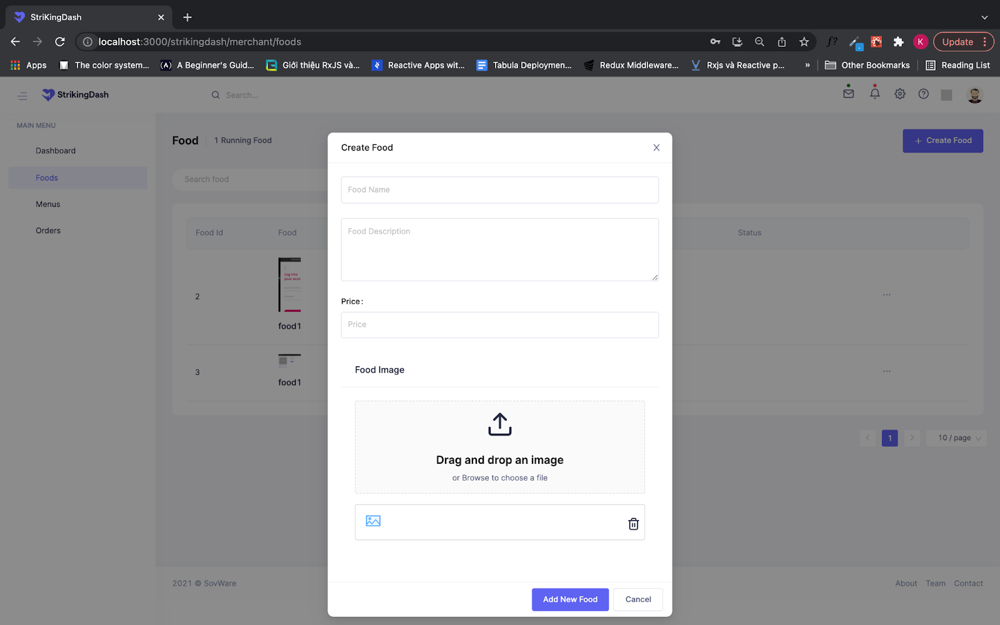 StriKingDash
localhost:3000/strikingdash/merchant/foods
f?
K
Update
Apps
The color system...
(A) A Beginner's Guid...
Giới thiệu RxJS và...
Reactive Apps wit...
Tabula Deploymen...
Redux Middleware...
Rxjs và Reactive p...
»
Other Bookmarks
Reading List
StrikingDash
Search...
MAIN MENU
Dashboard
Foods
Menus
Orders
Food
1 Running Food
+ Create Food
Search food
Food Id
Food
Status
2
Log into
your acco
food1
...
3
food1
...
< 1 > 10 / page
Create Food
Food Name
Food Description
Price :
Price
Food Image
Drag and drop an image
or Browse to choose a file
Add New Food
Cancel
2021 © SovWare
About
Team
Contact